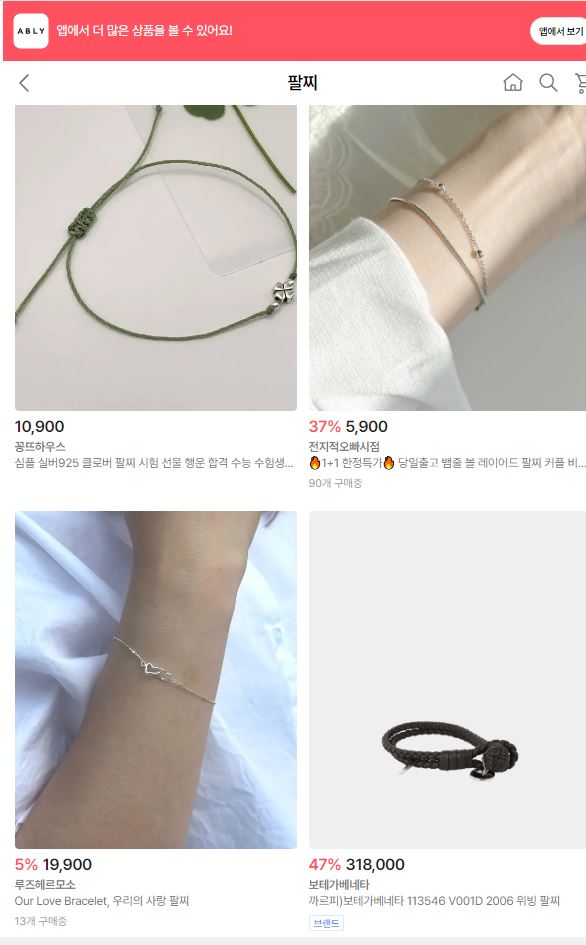 ABLY 앱에서 더 많은 상품을 볼 수 있어요! 앱에서 보기
팔찌
10,900
꽁뜨하우스
심플 실버925 클로버 팔찌 시험 선물 행운 합격 수능 수험생...
37% 5,900
전지적오빠시점
🔥1+1 한정특가🔥 당일출고 뱀줄 볼 레이어드 팔찌 커플 비...
90개 구매중
5% 19,900
루즈헤르모소
Our Love Bracelet, 우리의 사랑 팔찌
13개 구매중
47% 318,000
보테가베네타
까르피)보테가베네타 113546 V001D 2006 위빙 팔찌
브랜드